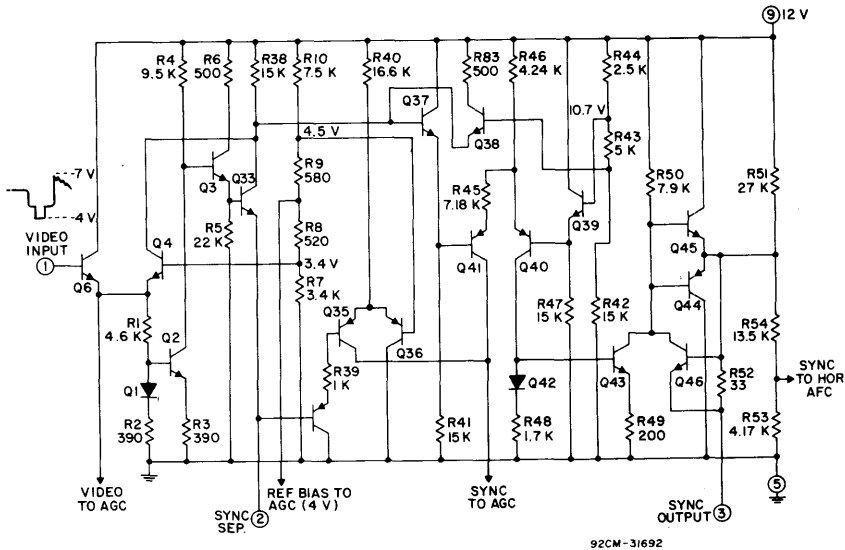 ⑨ 12 V
R4
9.5 K
R6
500
R38
15 K
R10
7.5 K
R40
16.6 K
R83
500
R46
4.24 K
R44
2.5 K
Q37
4.5 V
Q38
10.7 V
R43
5 K
Q3
Q33
R9
580
R50
7.9 K
R51
27 K
7 V
4 V
R45
7.18 K
Q39
VIDEO
INPUT
①
Q4
R5
22 K
R8
520
Q45
Q6
3.4 V
Q41
Q40
Q44
R1
4.6 K
Q2
R7
3.4 K
Q35
Q36
R47
15 K
R42
15 K
R54
13.5 K
Q1
R39
1 K
Q42
Q43
Q46
R52
33
SYNC
TO HOR
AFC
R2
390
R3
390
R41
15 K
R48
1.7 K
R49
200
R53
4.17 K
VIDEO
TO AGC
SYNC
SEP.
②
REF BIAS TO
AGC (4 V)
SYNC
TO AGC
SYNC
OUTPUT
③
⑤
92CM-31692